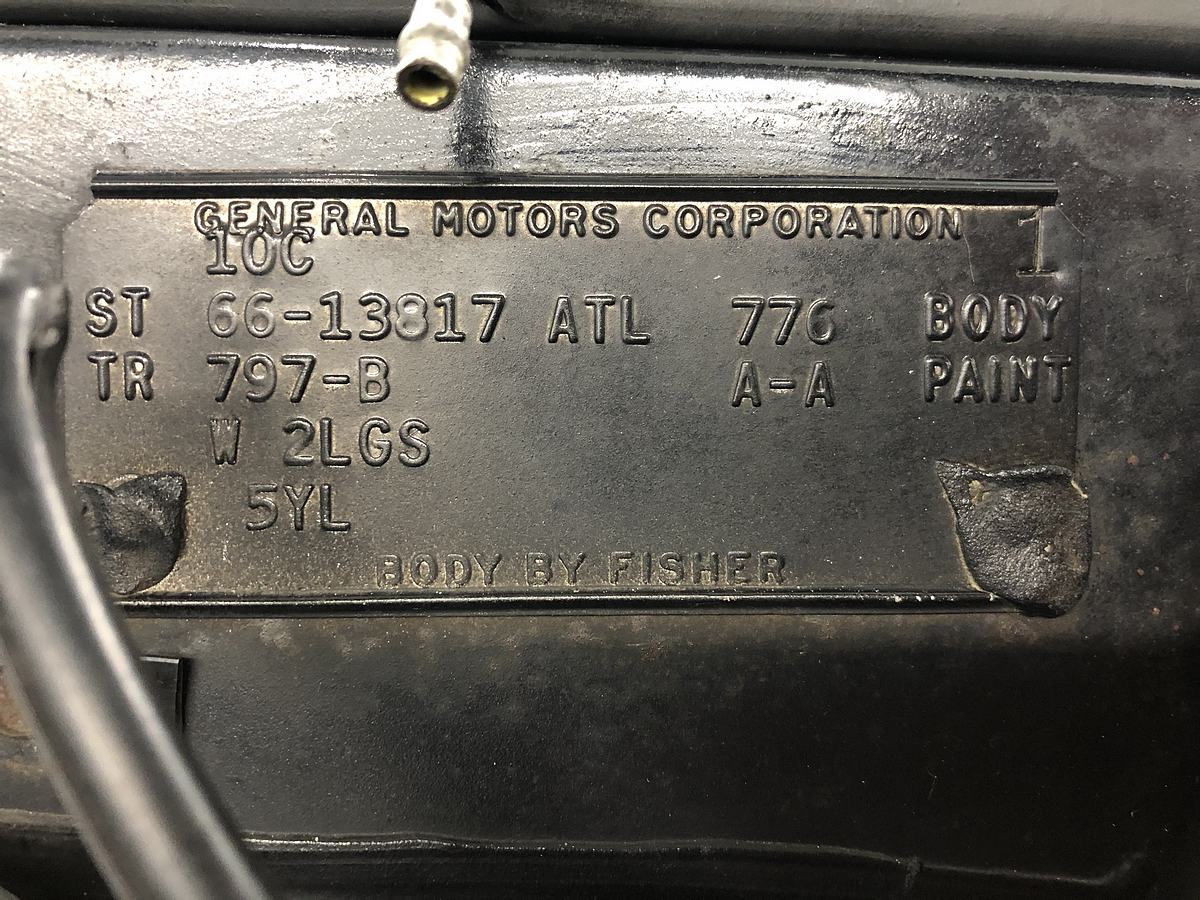 GENERAL MOTORS CORPORATION 1
10C
ST 66-13817 ATL 776 BODY
TR 797-B A-A PAINT
W 2LGS
5YL
BODY BY FISHER